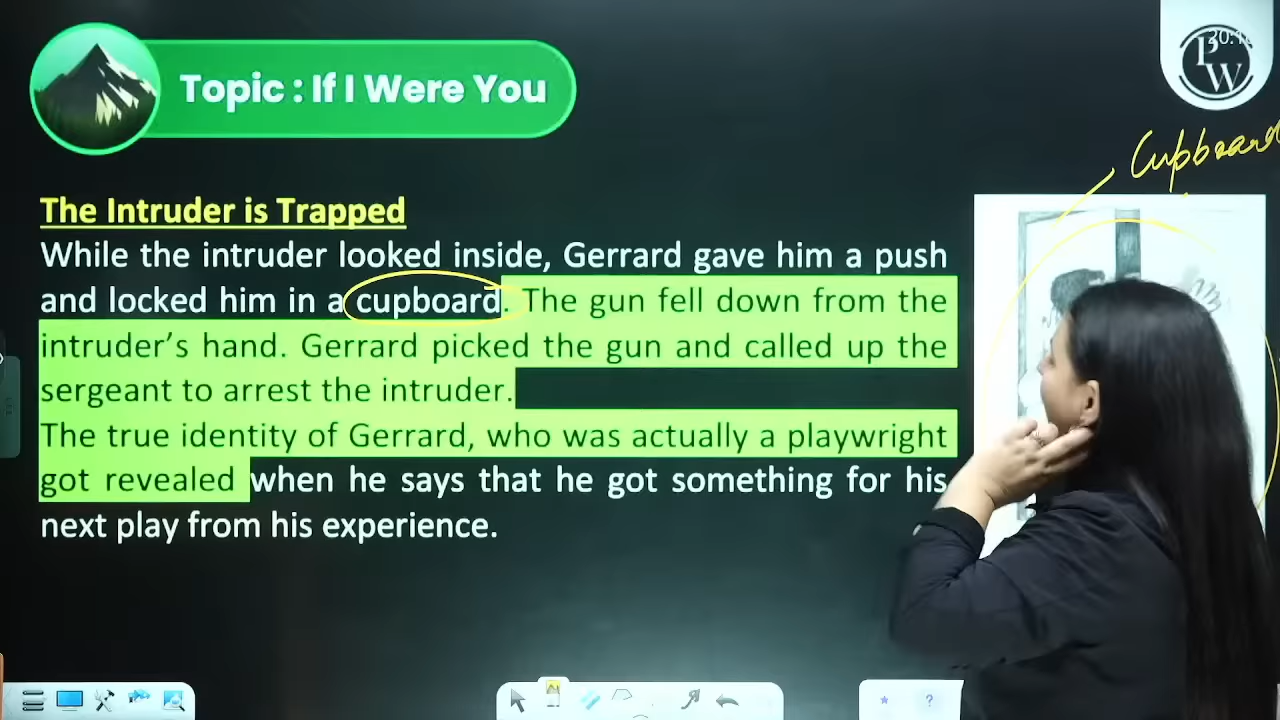 Topic : If I Were You
PW
Cupboard
The Intruder is Trapped
While the intruder looked inside, Gerrard gave him a push
and locked him in a cupboard. The gun fell down from the
intruder’s hand. Gerrard picked the gun and called up the
sergeant to arrest the intruder.
The true identity of Gerrard, who was actually a playwright
got revealed when he says that he got something for his
next play from his experience.